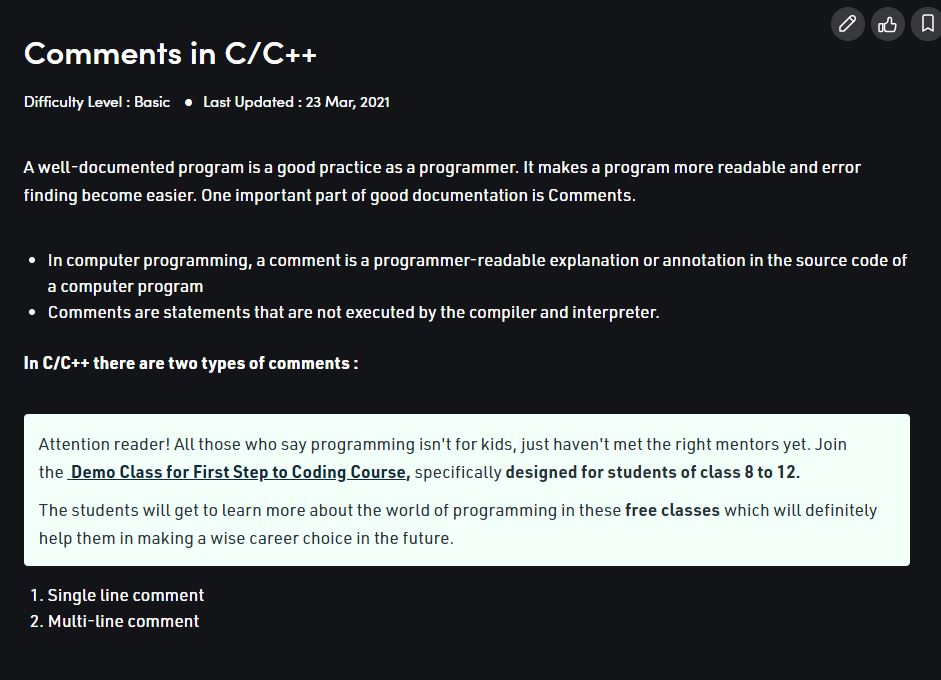 Comments in C/C++
Difficulty Level : Basic ● Last Updated : 23 Mar, 2021
A well-documented program is a good practice as a programmer. It makes a program more readable and error
finding become easier. One important part of good documentation is Comments.
• In computer programming, a comment is a programmer-readable explanation or annotation in the source code of
a computer program
• Comments are statements that are not executed by the compiler and interpreter.
In C/C++ there are two types of comments :
Attention reader! All those who say programming isn't for kids, just haven't met the right mentors yet. Join
the Demo Class for First Step to Coding Course, specifically designed for students of class 8 to 12.
The students will get to learn more about the world of programming in these free classes which will definitely
help them in making a wise career choice in the future.
1. Single line comment
2. Multi-line comment